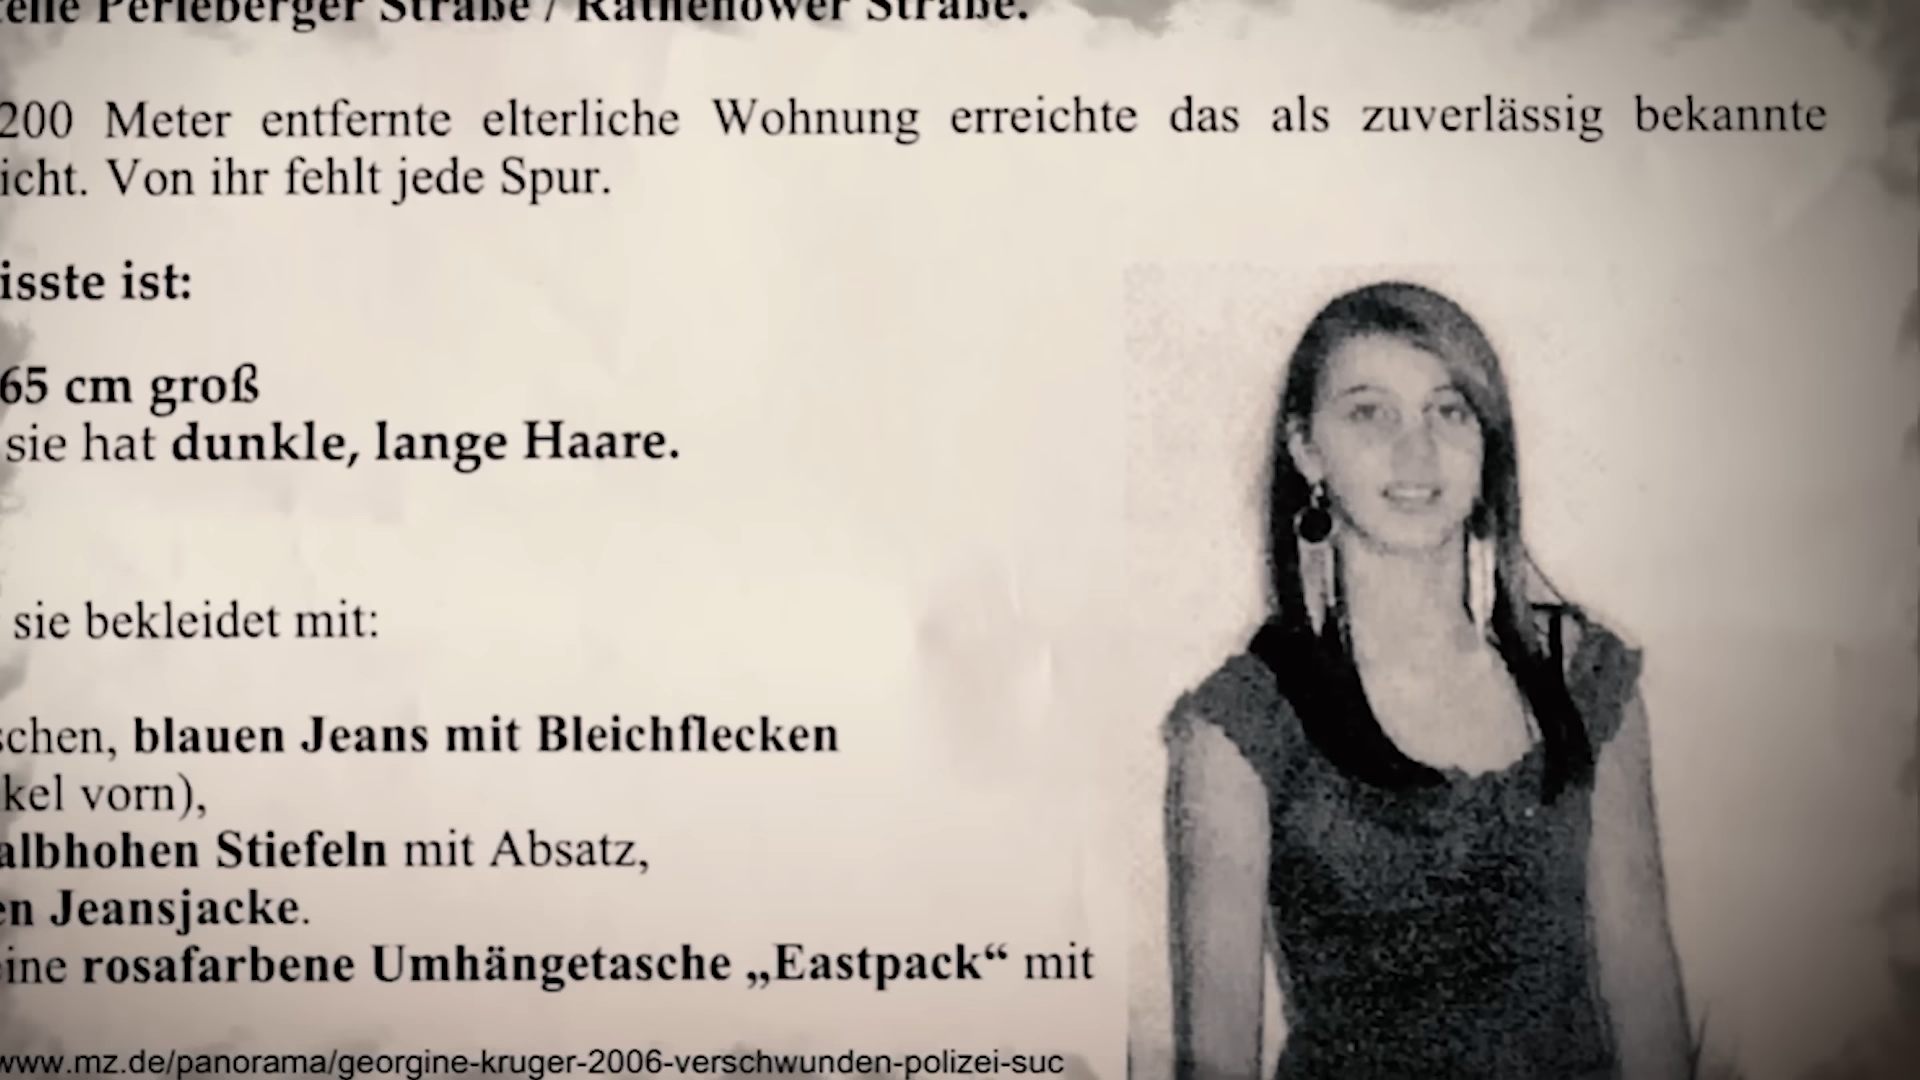 elle Perleberger Straße / Rathenower Straße.
200 Meter entfernte elterliche Wohnung erreichte das als zuverlässig bekannte
icht. Von ihr fehlt jede Spur.
isste ist:
65 cm groß
sie hat dunkle, lange Haare.
sie bekleidet mit:
schen, blauen Jeans mit Bleichflecken
kel vorn),
albhohen Stiefeln mit Absatz,
en Jeansjacke.
eine rosafarbene Umhängetasche „Eastpack“ mit
www.mz.de/panorama/georgine-kruger-2006-verschwunden-polizei-suc